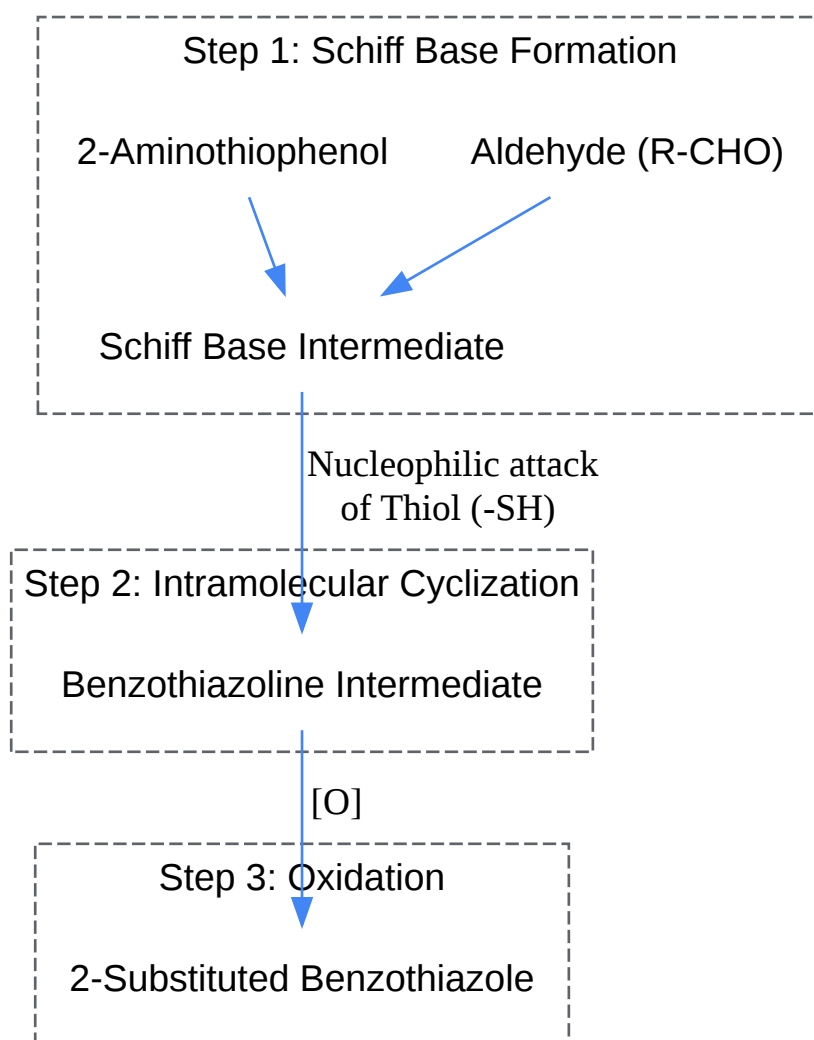 Step 1: Schiff Base Formation
2-Aminothiophenol Aldehyde (R-CHO)
Schiff Base Intermediate
Nucleophilic attack
of Thiol (-SH)
Step 2: Intramolecular Cyclization
Benzothiazoline Intermediate
[O]
Step 3: Oxidation
2-Substituted Benzothiazole